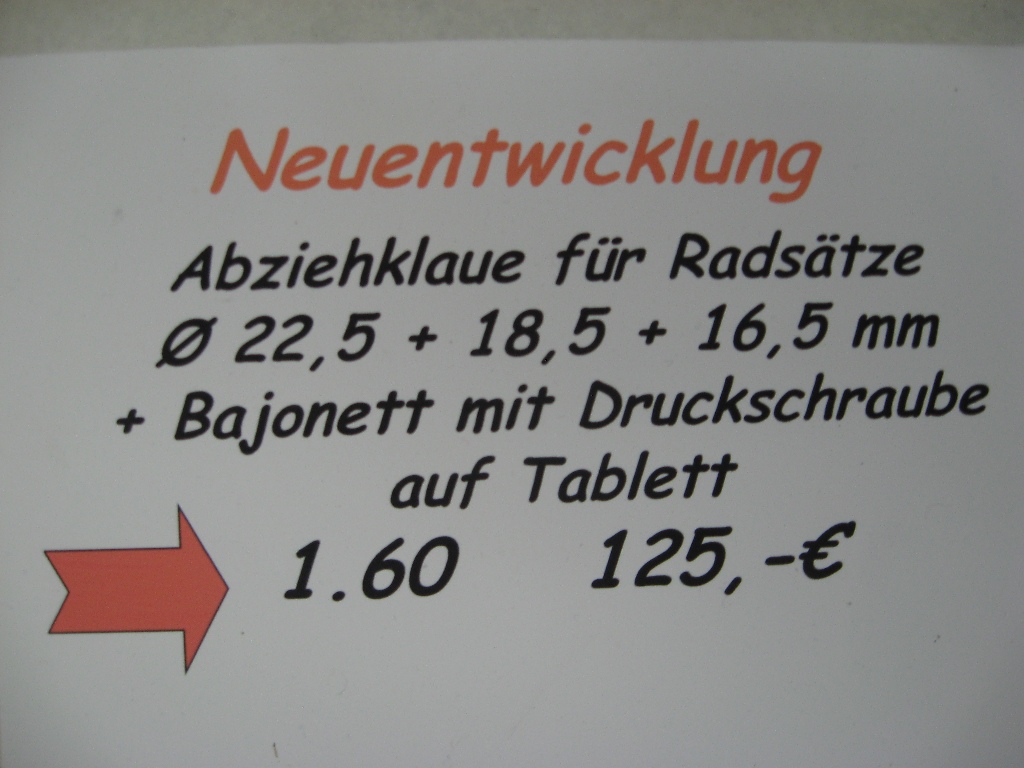 Neuentwicklung
Abziehklaue für Radsätze
Ø 22,5 + 18,5 + 16,5 mm
+ Bajonett mit Druckschraube
auf Tablett
1.60 125,-€